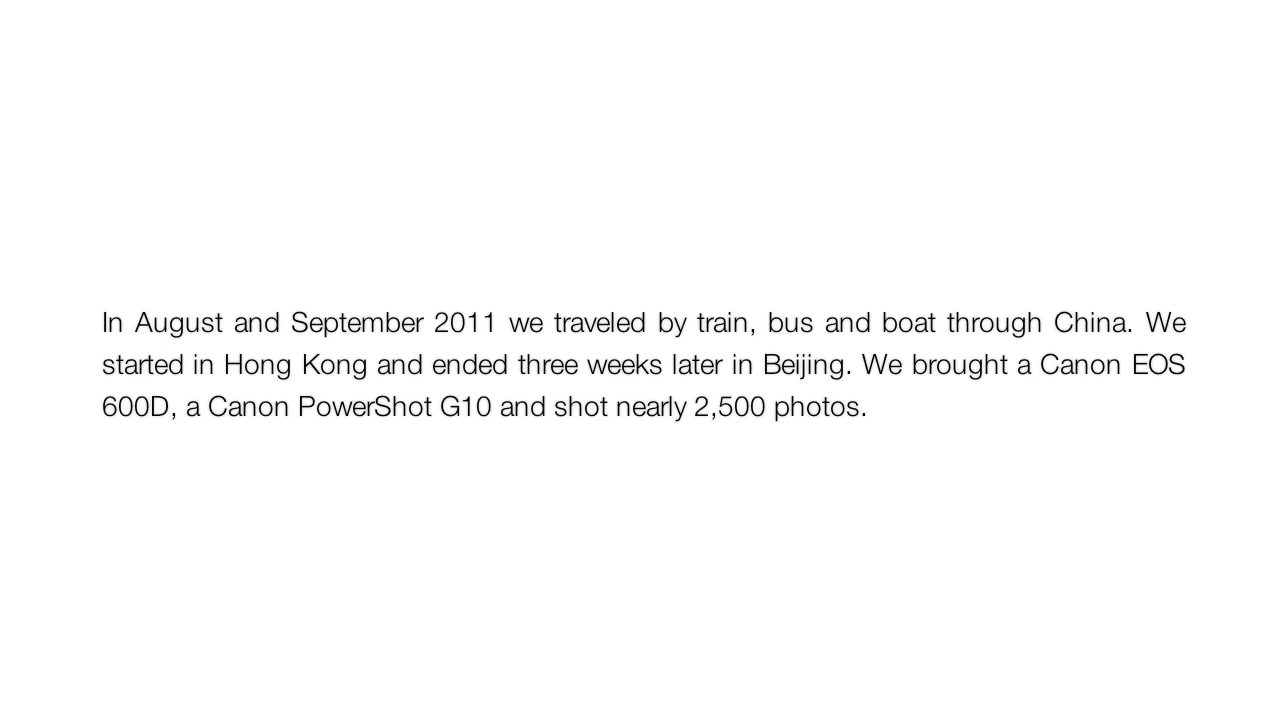 In August and September 2011 we traveled by train, bus and boat through China. We
started in Hong Kong and ended three weeks later in Beijing. We brought a Canon EOS
600D, a Canon PowerShot G10 and shot nearly 2,500 photos.